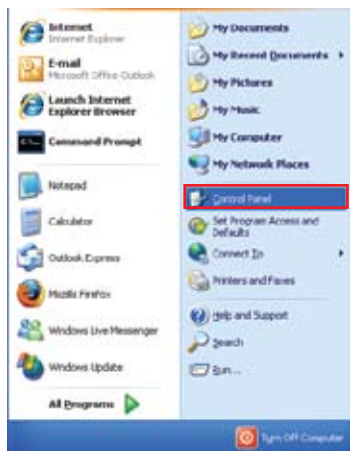 Internet
Internet Explorer
E-mail
Microsoft Office Outlook
Launch Internet
Explorer Browser
Command Prompt
Notepad
Calculator
Outlook Express
Mozilla Firefox
Windows Live Messenger
Windows Update
All Programs
My Documents
My Recent Documents
My Pictures
My Music
My Computer
My Network Places
Control Panel
Set Program Access and
Defaults
Connect To
Printers and Faxes
Help and Support
Search
Run...
Turn Off Computer